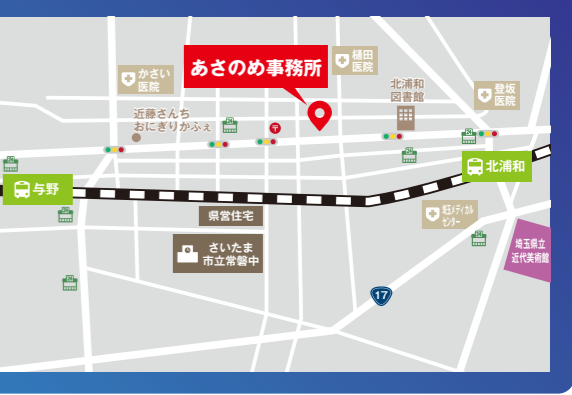 かさい
医院
あさのめ事務所
樋田
医院
北浦和
図書館
登坂
医院
近藤さんち
おにぎりかふぇ
〒
与野
北浦和
県営住宅
埼玉メディカル
センター
さいたま
市立常磐中
埼玉県立
近代美術館
17